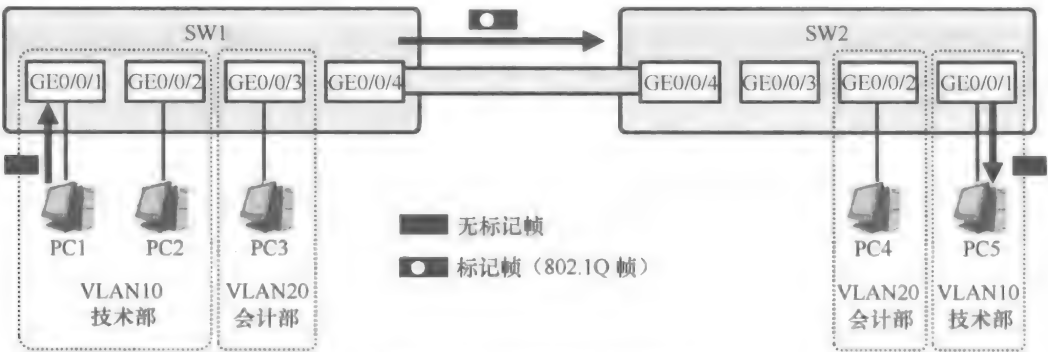 SW1
SW2
GE0/0/1
GE0/0/2
GE0/0/3
GE0/0/4
GE0/0/4
GE0/0/3
GE0/0/2
GE0/0/1
PC1
PC2
PC3
PC4
PC5
无标记帧
标记帧（802.1Q 帧）
VLAN10
技术部
VLAN20
会计部
VLAN20
会计部
VLAN10
技术部